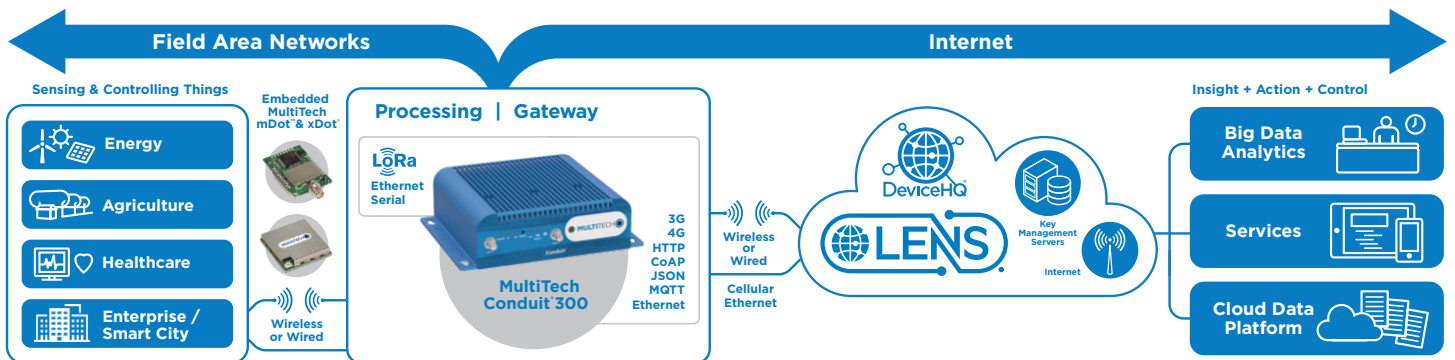 Field Area Networks
Internet
Sensing & Controlling Things
Energy
Agriculture
Healthcare
Enterprise /
Smart City
Embedded
MultiTech
mDot™ & xDot®
Wireless
or Wired
Processing | Gateway
LoRa
Ethernet
Serial
MULTITECH
Conduit
MultiTech
Conduit® 300
3G
4G
HTTP
CoAP
JSON
MQTT
Ethernet
Wireless
or
Wired
Cellular
Ethernet
DeviceHQ
LENS
Key
Management
Servers
Internet
Insight + Action + Control
Big Data
Analytics
Services
Cloud Data
Platform